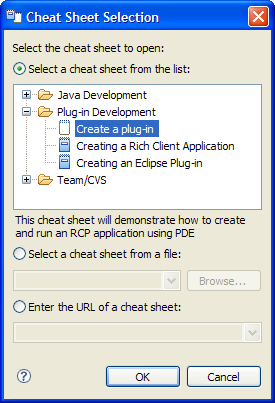 Cheat Sheet Selection
Select the cheat sheet to open:
Select a cheat sheet from the list:
Java Development
Plug-in Development
Create a plug-in
Creating a Rich Client Application
Creating an Eclipse Plug-in
Team/CVS
This cheat sheet will demonstrate how to create
and run an RCP application using PDE
Select a cheat sheet from a file:
Browse...
Enter the URL of a cheat sheet:
?
OK Cancel